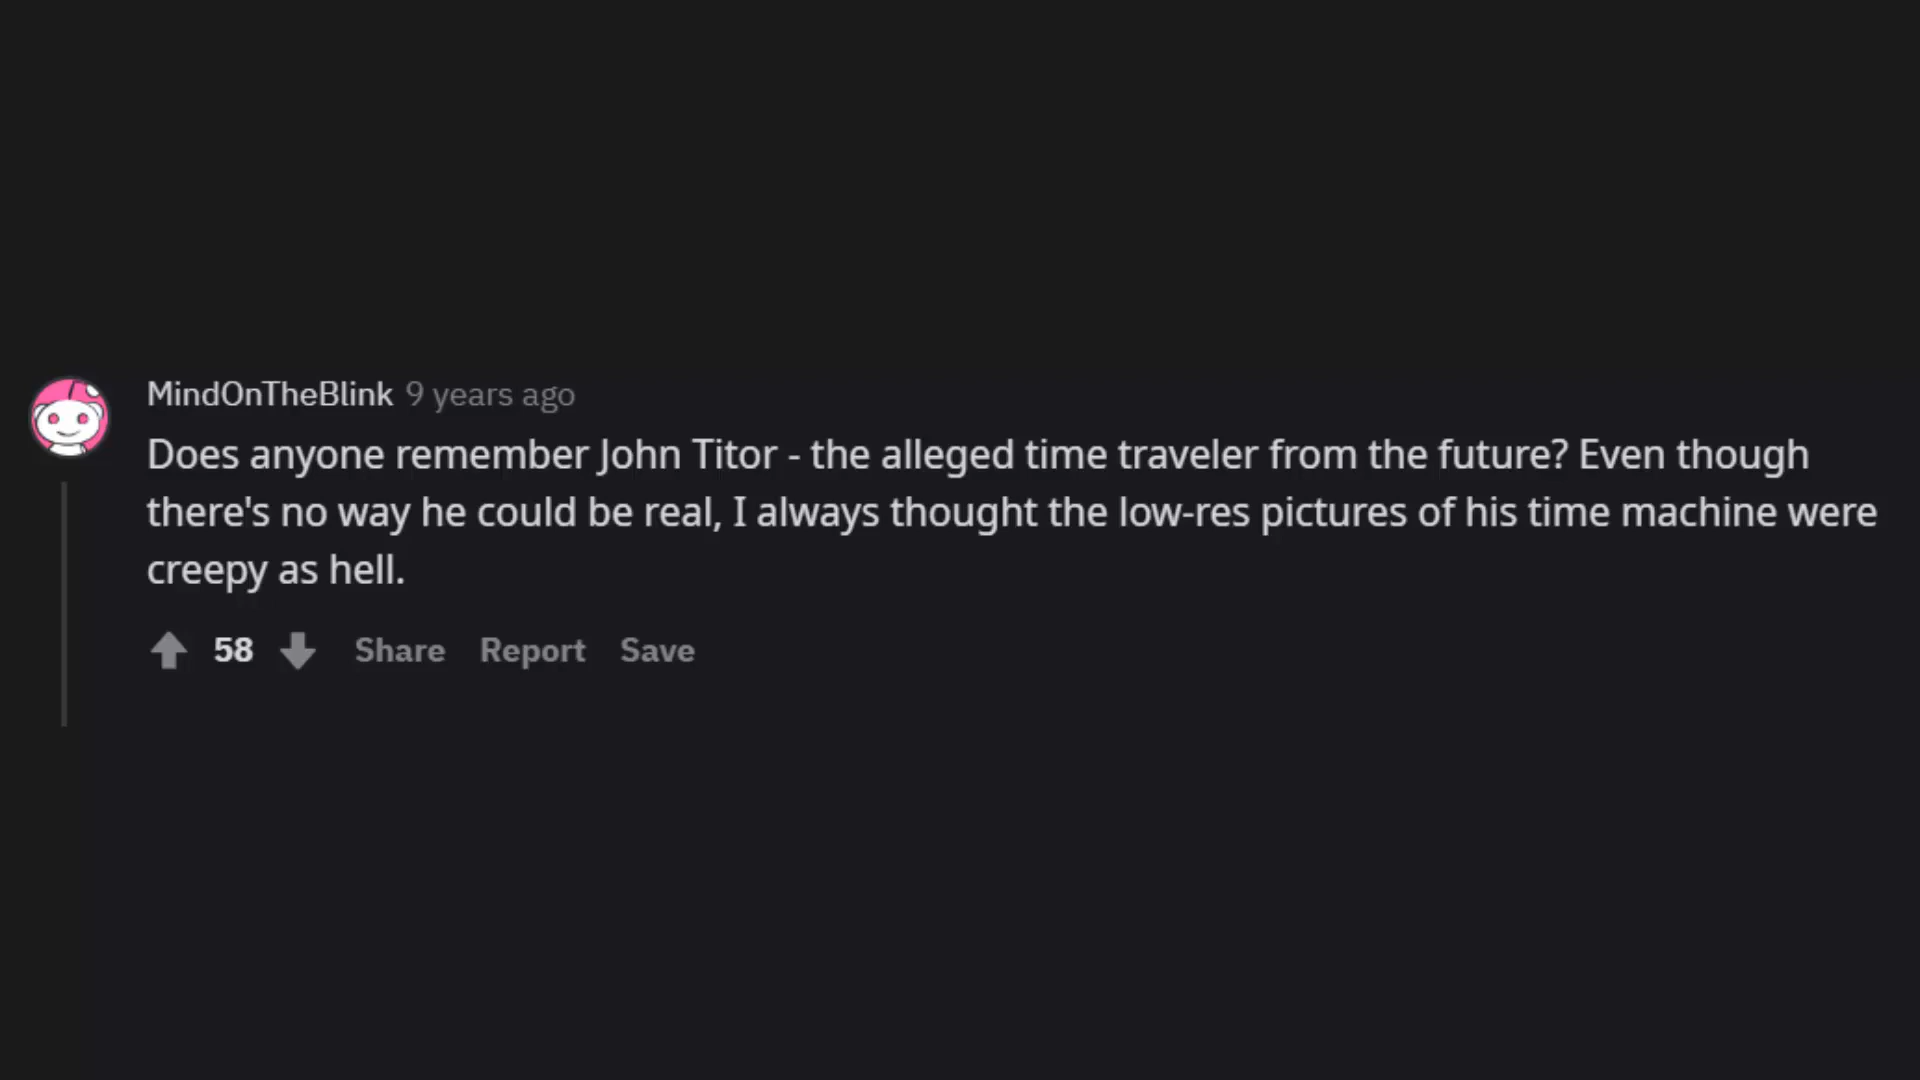 MindOnTheBlink 9 years ago
Does anyone remember John Titor - the alleged time traveler from the future? Even though
there's no way he could be real, I always thought the low-res pictures of his time machine were
creepy as hell.
58 Share Report Save